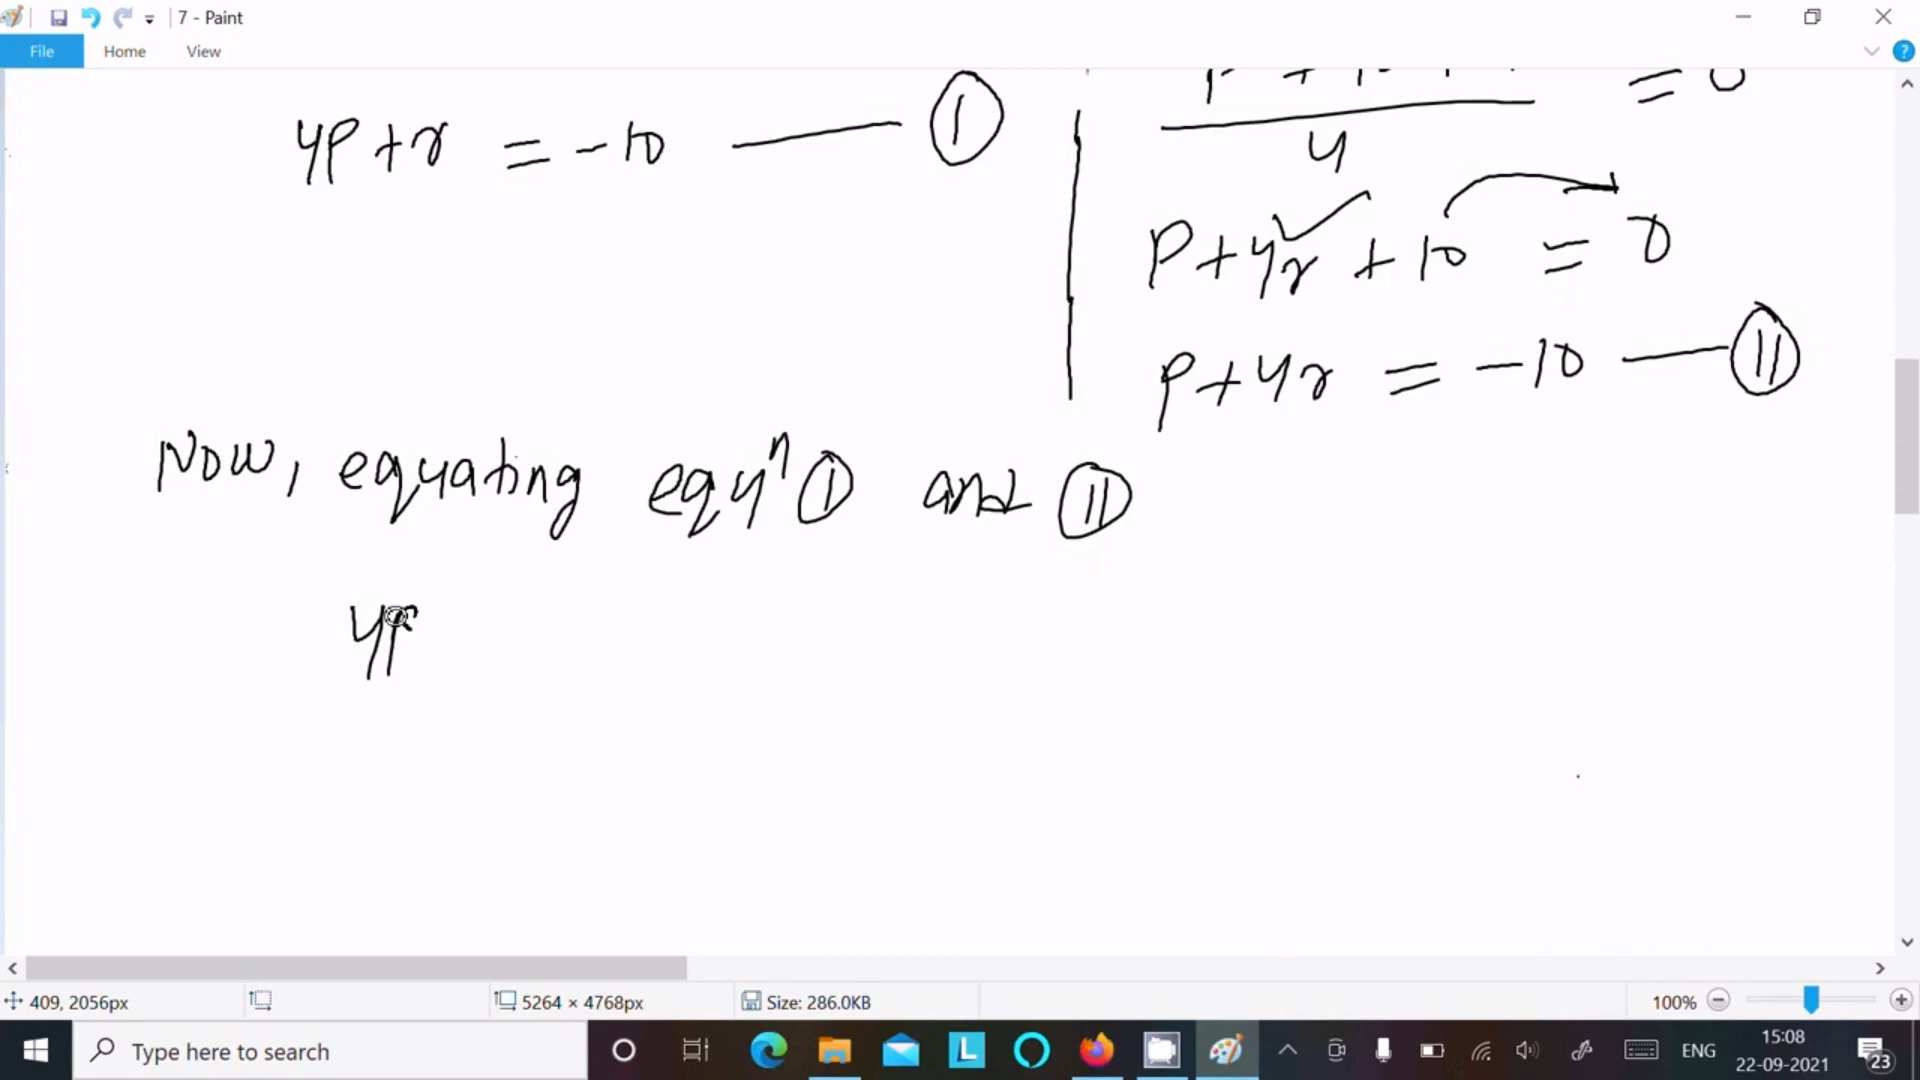 7 - Paint
File Home View
4p+r = -10 —— (I)
= 0
4
p+4r+10 = 0
p+4r = -10 —— (II)
Now, equating equⁿ (I) and (II)
4p
409, 2056px
5264 × 4768px
Size: 286.0KB
100%
Type here to search
L
ENG
15:08
22-09-2021
23